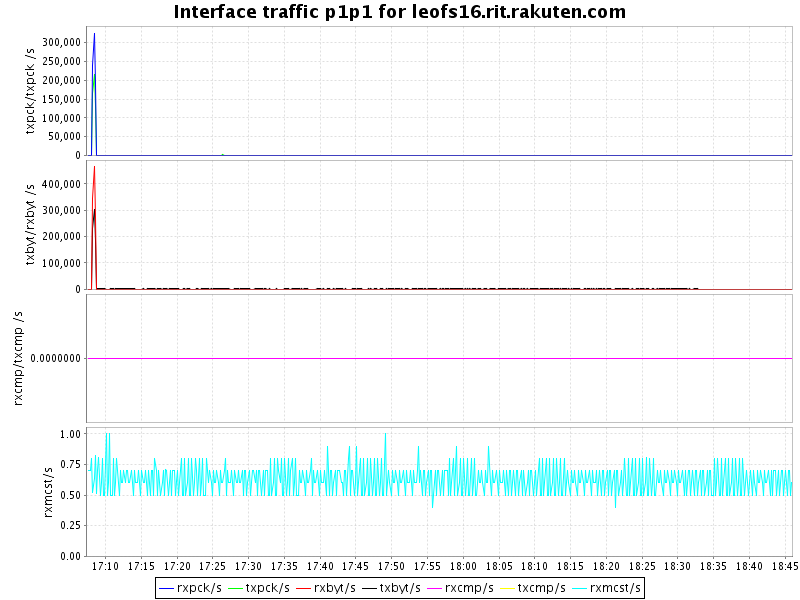 Interface traffic p1p1 for leofs16.rit.rakuten.com
txpck/txpck /s
300,000
250,000
200,000
150,000
100,000
50,000
0
txbyt/rxbyt /s
400,000
300,000
200,000
100,000
0
rxcmp/txcmp /s
0.0000000
rxmcst/s
1.00
0.75
0.50
0.25
0.00
17:10 17:15 17:20 17:25 17:30 17:35 17:40 17:45 17:50 17:55 18:00 18:05 18:10 18:15 18:20 18:25 18:30 18:35 18:40 18:45
rxpck/s txpck/s rxbyt/s txbyt/s rxcmp/s txcmp/s rxmcst/s